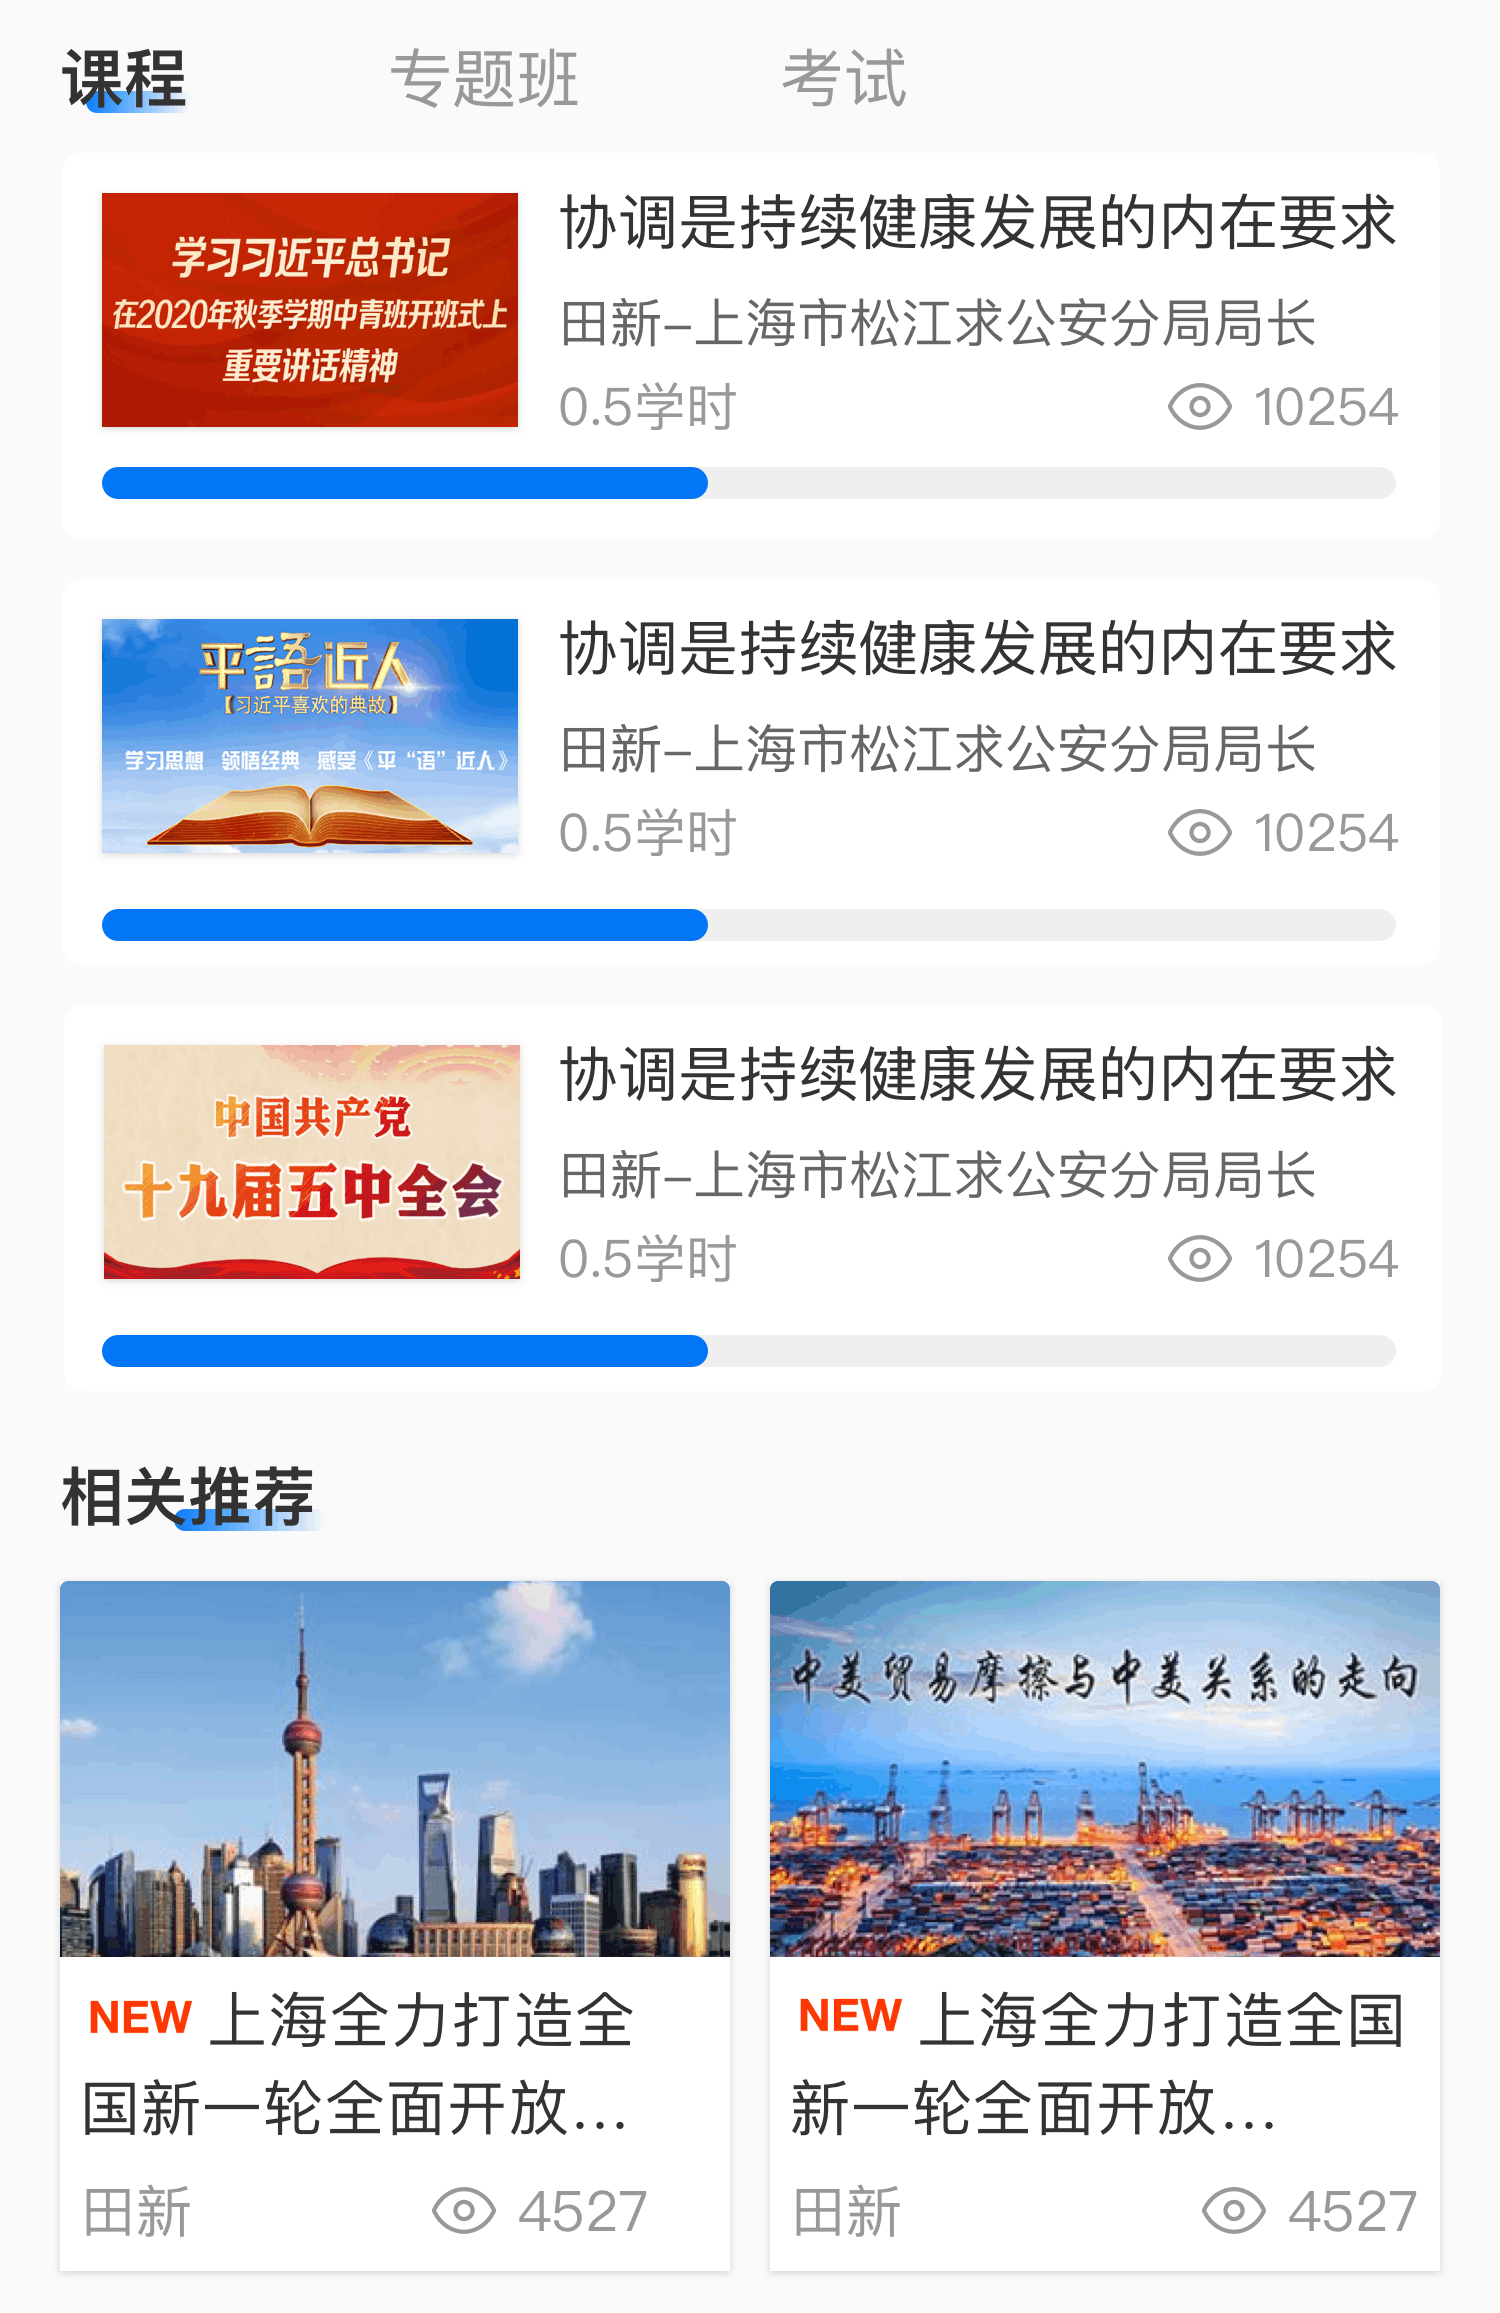 课程 专题班 考试
学习习近平总书记
在2020年秋季学期中青班开班式上
重要讲话精神
协调是持续健康发展的内在要求
田新-上海市松江求公安分局局长
0.5学时 10254
平語近人
【习近平喜欢的典故】
学习思想 领悟经典 感受《平“语”近人》
协调是持续健康发展的内在要求
田新-上海市松江求公安分局局长
0.5学时 10254
中国共产党
十九届五中全会
协调是持续健康发展的内在要求
田新-上海市松江求公安分局局长
0.5学时 10254
相关推荐
NEW 上海全力打造全
国新一轮全面开放...
田新 4527
中美贸易摩擦与中美关系的走向
NEW 上海全力打造全国
新一轮全面开放...
田新 4527